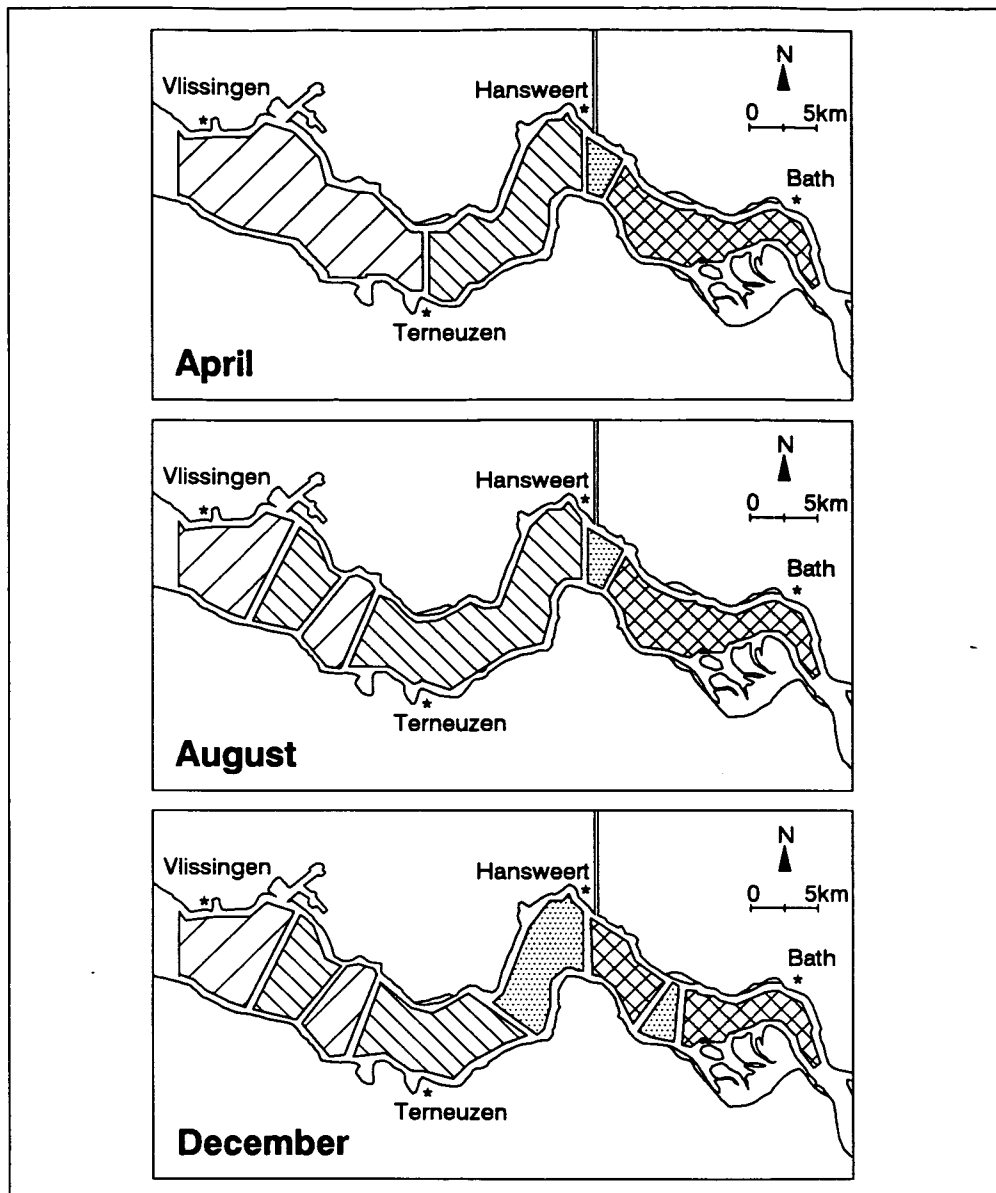 N
Vlissingen
Hansweert
0 5km
Bath
Terneuzen
April
N
Vlissingen
Hansweert
0 5km
Bath
Terneuzen
August
N
Vlissingen
Hansweert
0 5km
Bath
Terneuzen
December